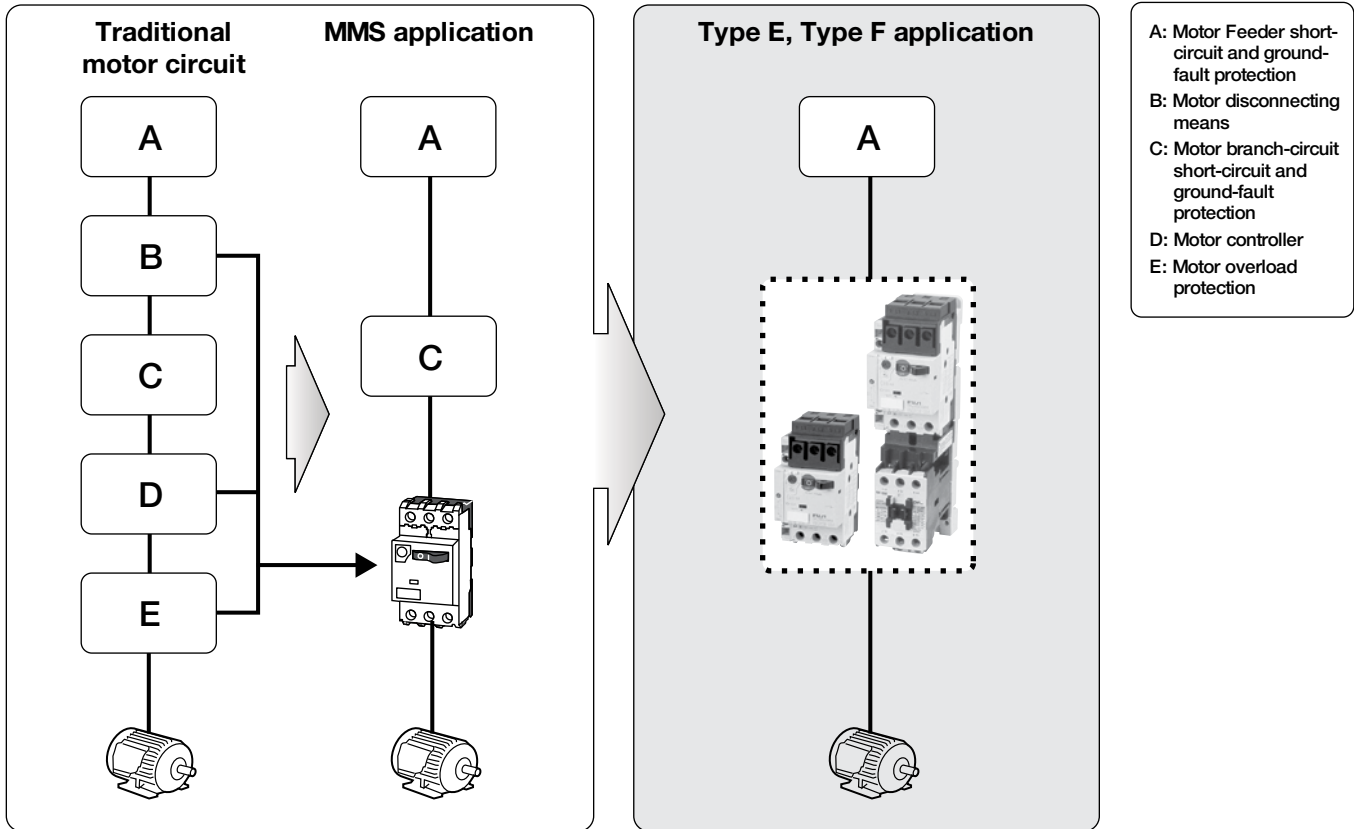 Traditional
motor circuit
MMS application
Type E, Type F application
A
B
C
D
E
A
C
A
A: Motor Feeder short-
circuit and ground-
fault protection
B: Motor disconnecting
means
C: Motor branch-circuit
short-circuit and
ground-fault
protection
D: Motor controller
E: Motor overload
protection